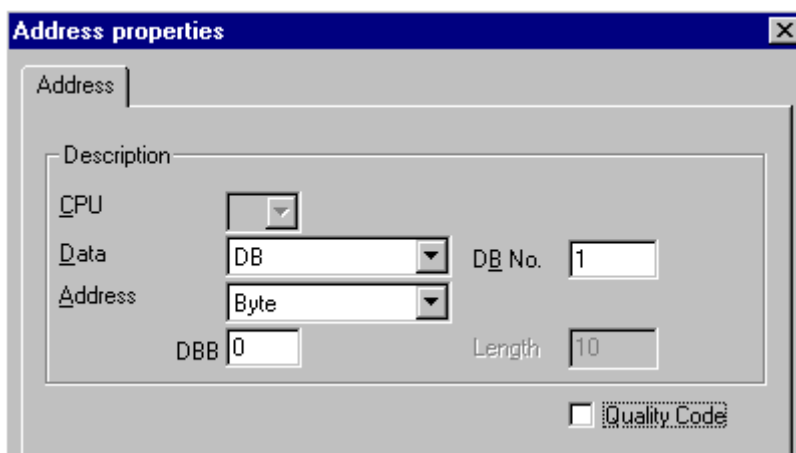 Address properties
Address
Description
CPU
Data DB DB No. 1
Address Byte
DBB 0 Length 10
Quality Code